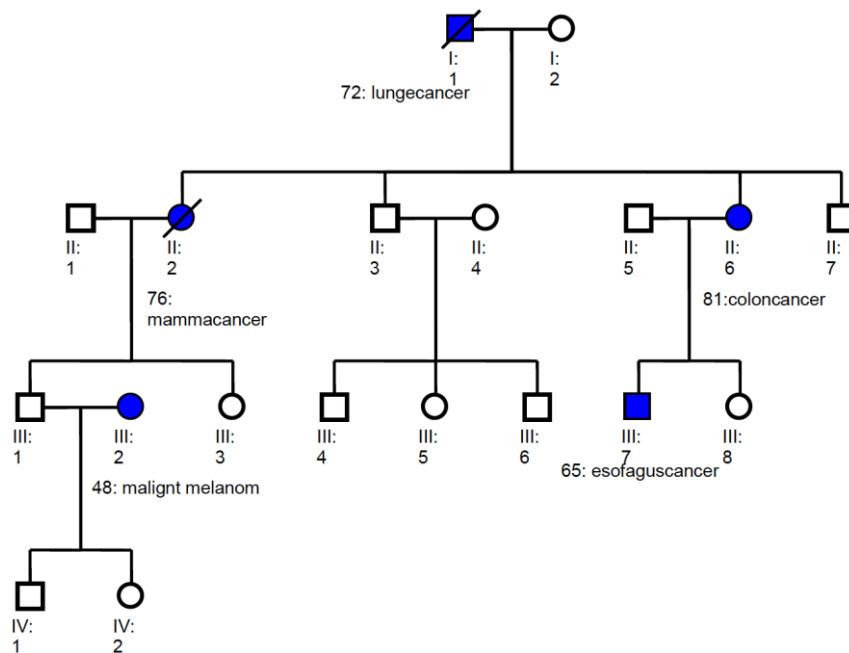 I:
1
I:
2
72: lungecancer
II:
1
II:
2
II:
3
II:
4
II:
5
II:
6
II:
7
76:
mammacancer
81:coloncancer
III:
1
III:
2
III:
3
III:
4
III:
5
III:
6
III:
7
III:
8
48: malignt melanom
65: esofaguscancer
IV:
1
IV:
2